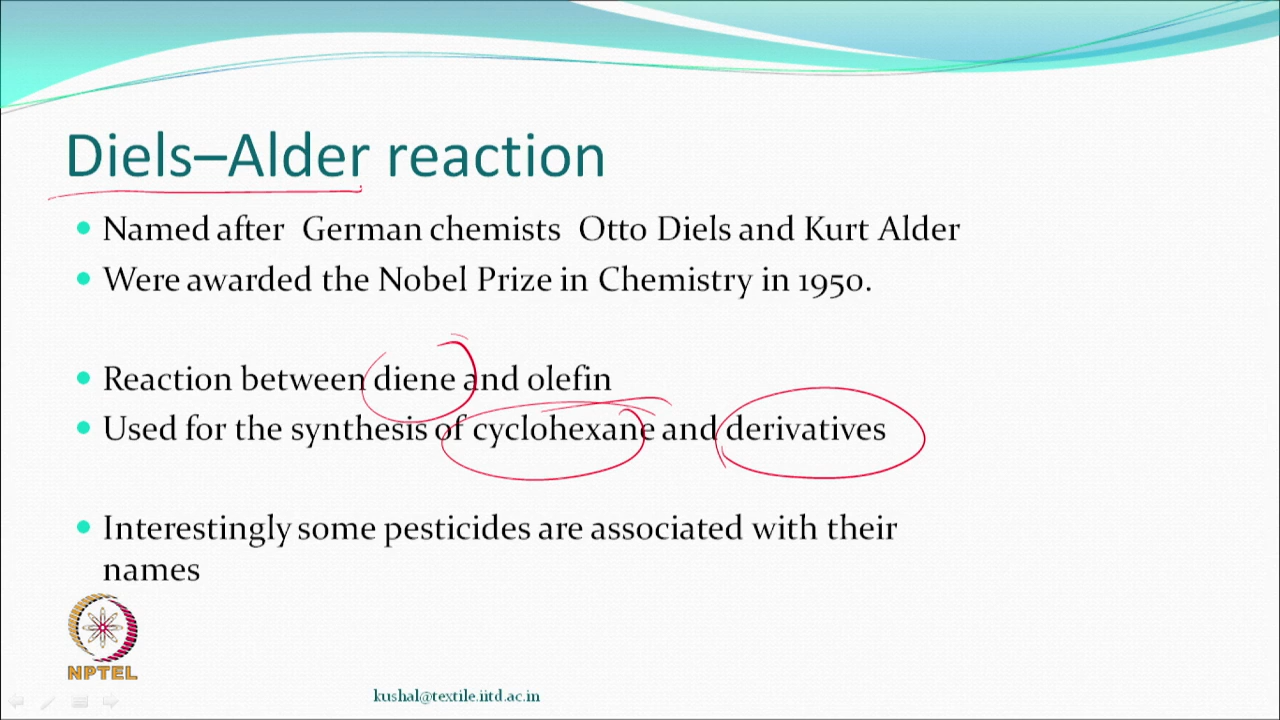 Diels–Alder reaction
Named after German chemists Otto Diels and Kurt Alder
Were awarded the Nobel Prize in Chemistry in 1950.
Reaction between diene and olefin
Used for the synthesis of cyclohexane and derivatives
Interestingly some pesticides are associated with their
names
NPTEL
kushal@textile.iitd.ac.in